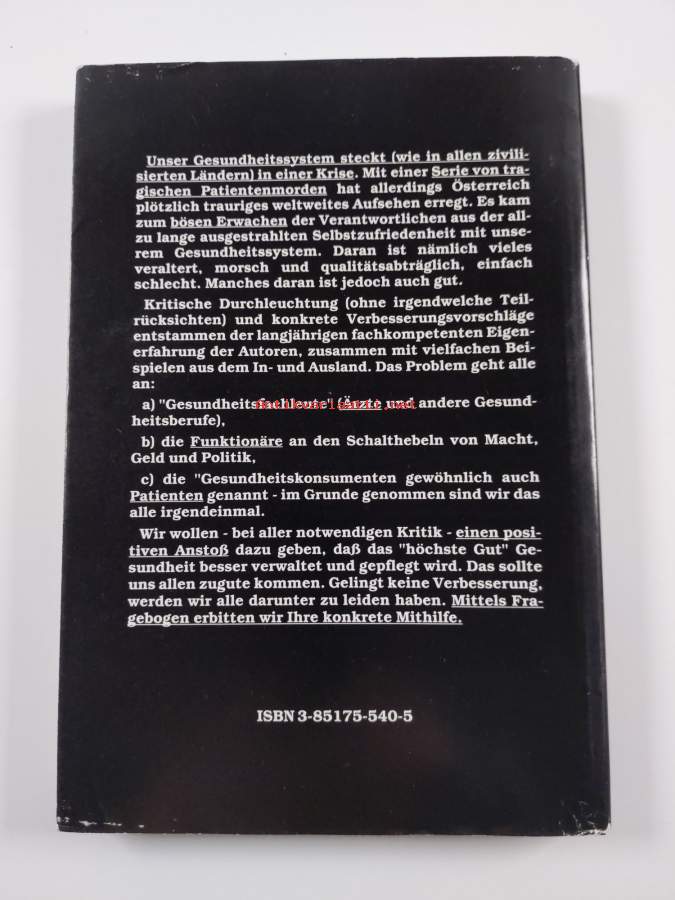 Unser Gesundheitssystem steckt (wie in allen zivili-
sierten Ländern) in einer Krise. Mit einer Serie von tra-
gischen Patientenmorden hat allerdings Österreich
plötzlich trauriges weltweites Aufsehen erregt. Es kam
zum bösen Erwachen der Verantwortlichen aus der all-
zu lange ausgestrahlten Selbstzufriedenheit mit unse-
rem Gesundheitssystem. Daran ist nämlich vieles
veraltert, morsch und qualitätsabträglich, einfach
schlecht. Manches daran ist jedoch auch gut.
Kritische Durchleuchtung (ohne irgendwelche Teil-
rücksichten) und konkrete Verbesserungsvorschläge
entstammen der langjährigen fachkompetenten Eigen-
erfahrung der Autoren, zusammen mit vielfachen Bei-
spielen aus dem In- und Ausland. Das Problem geht alle
an:
a) "Gesundheitsfachleute" (Ärzte und andere Gesund-
heitsberufe),
b) die Funktionäre an den Schalthebeln von Macht,
Geld und Politik,
c) die "Gesundheitskonsumenten gewöhnlich auch
Patienten genannt - im Grunde genommen sind wir das
alle irgendeinmal.
Wir wollen - bei aller notwendigen Kritik - einen posi-
tiven Anstoß dazu geben, daß das "höchste Gut" Ge-
sundheit besser verwaltet und gepflegt wird. Das sollte
uns allen zugute kommen. Gelingt keine Verbesserung,
werden wir alle darunter zu leiden haben. Mittels Fra-
gebogen erbitten wir Ihre konkrete Mithilfe.
ISBN 3-85175-540-5